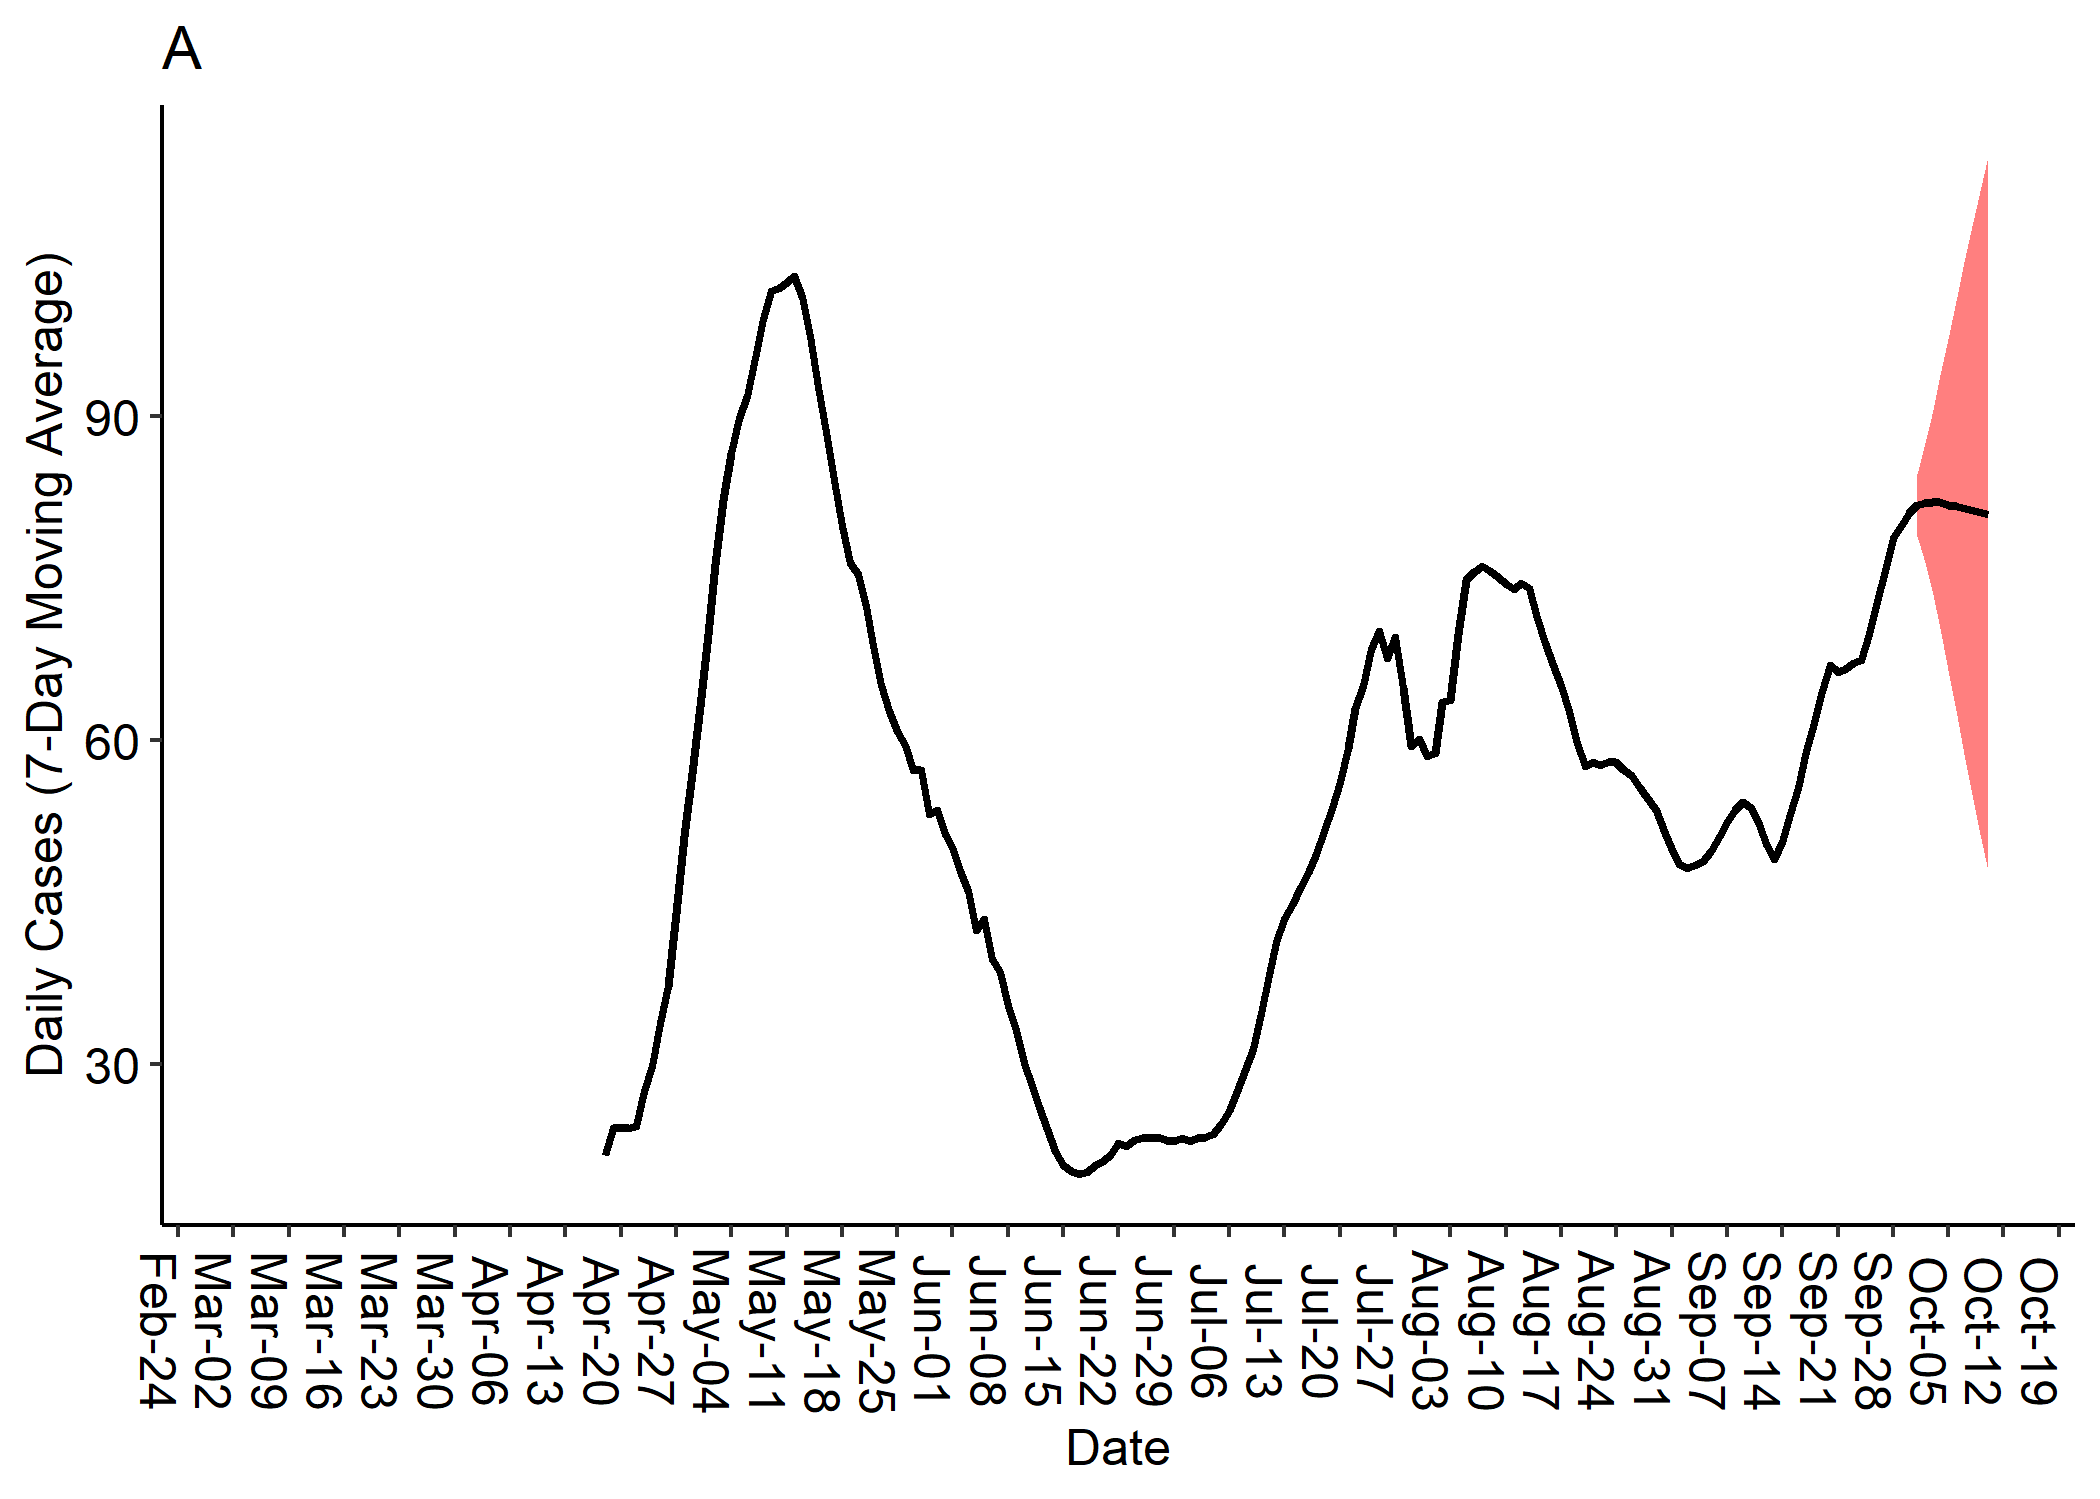 A
Daily Cases (7-Day Moving Average)
90
60
30
Feb-24
Mar-02
Mar-09
Mar-16
Mar-23
Mar-30
Apr-06
Apr-13
Apr-20
Apr-27
May-04
May-11
May-18
May-25
Jun-01
Jun-08
Jun-15
Jun-22
Jun-29
Jul-06
Jul-13
Jul-20
Jul-27
Aug-03
Aug-10
Aug-17
Aug-24
Aug-31
Sep-07
Sep-14
Sep-21
Sep-28
Oct-05
Oct-12
Oct-19
Date